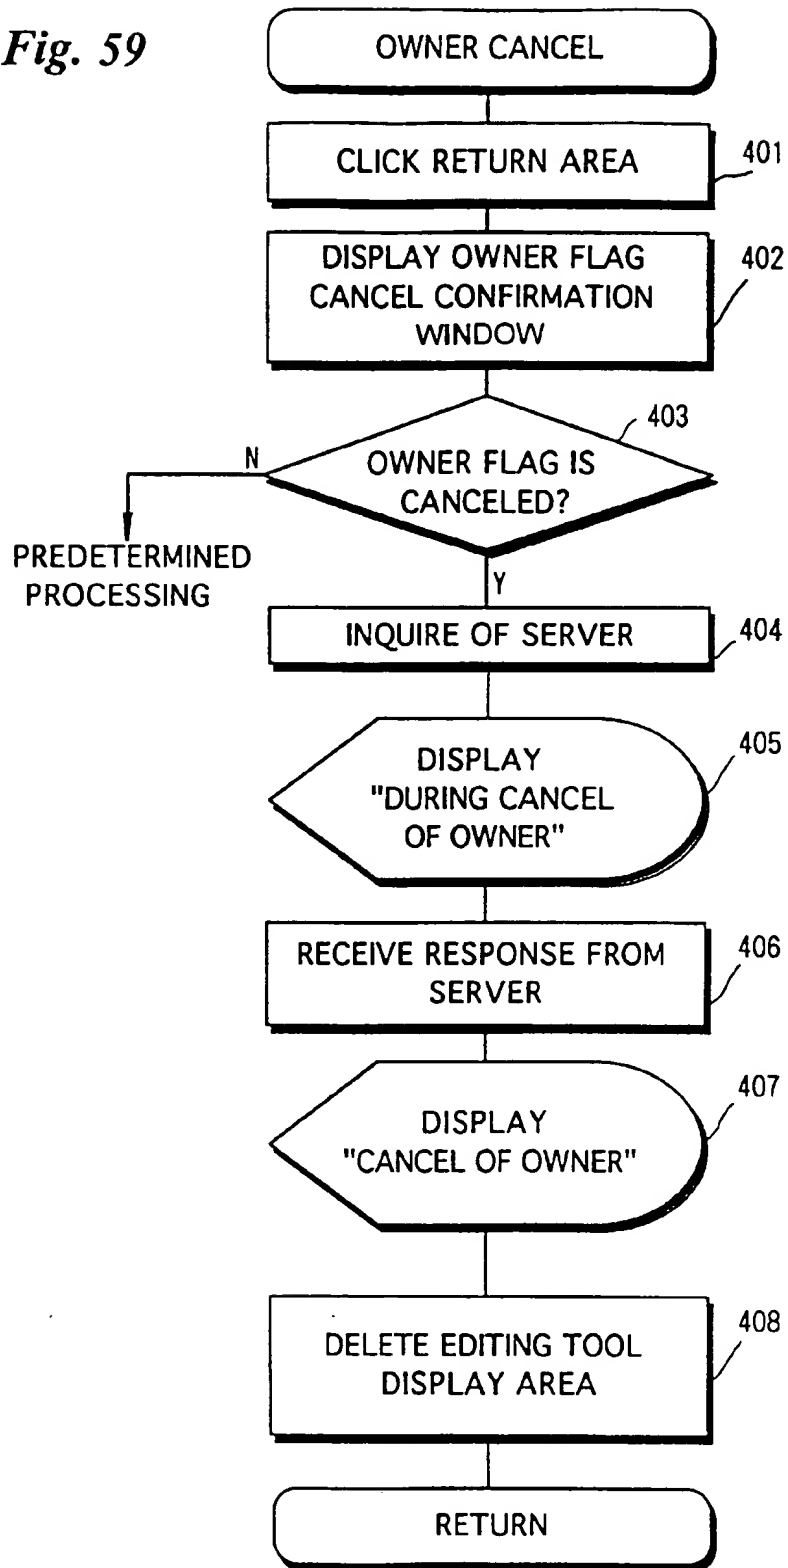 Fig. 59
OWNER CANCEL
CLICK RETURN AREA
401
DISPLAY OWNER FLAG
CANCEL CONFIRMATION
WINDOW
402
403
OWNER FLAG IS
CANCELED?
N
PREDETERMINED
PROCESSING
Y
INQUIRE OF SERVER
404
DISPLAY
"DURING CANCEL
OF OWNER"
405
RECEIVE RESPONSE FROM
SERVER
406
DISPLAY
"CANCEL OF OWNER"
407
DELETE EDITING TOOL
DISPLAY AREA
408
RETURN